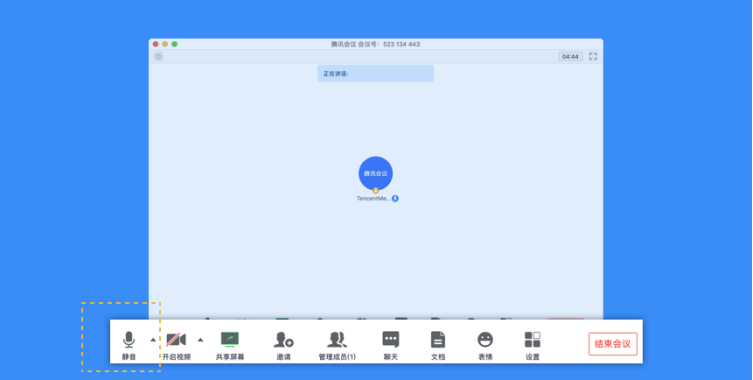 腾讯会议 会议号：523 134 443
04:44
正在讲话:
腾讯会议
TencentMe...
静音
开启视频
共享屏幕
邀请
管理成员(1)
聊天
文档
表情
设置
结束会议